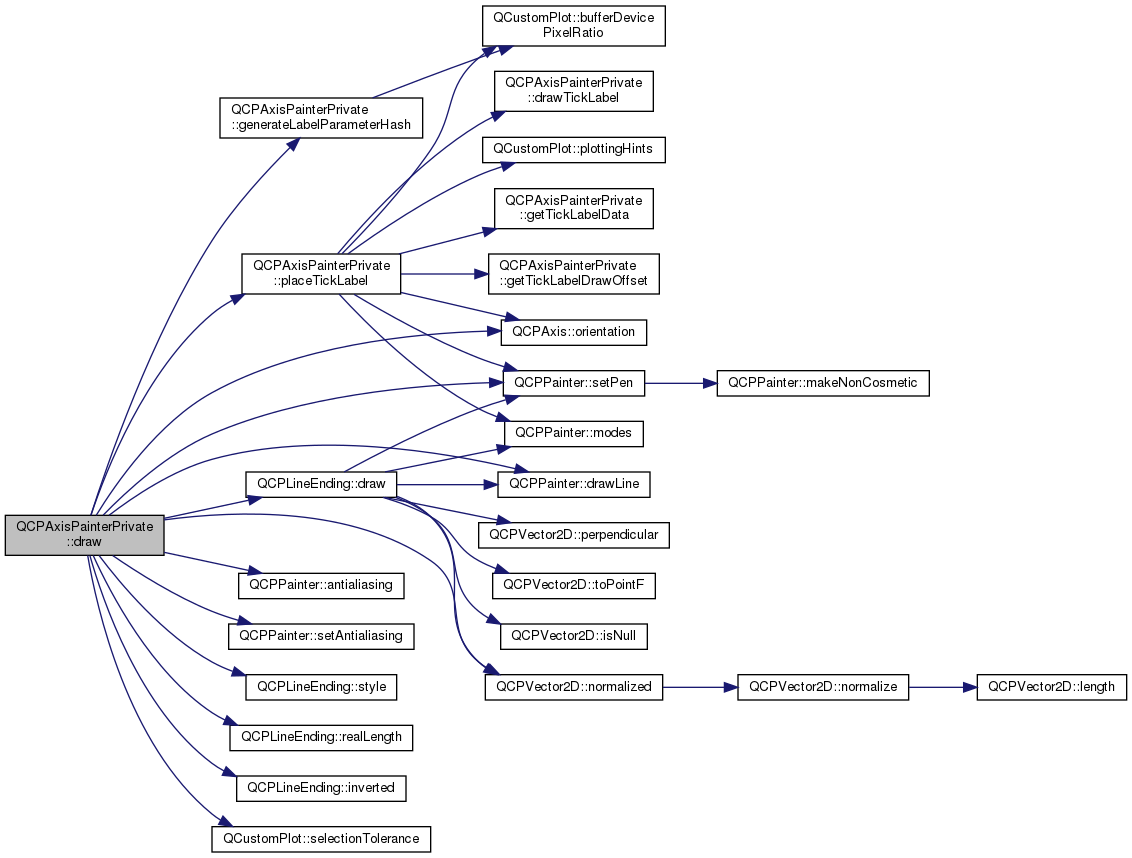 QCustomPlot::bufferDevice
PixelRatio
QCPAxisPainterPrivate
::drawTickLabel
QCPAxisPainterPrivate
::generateLabelParameterHash
QCustomPlot::plottingHints
QCPAxisPainterPrivate
::getTickLabelData
QCPAxisPainterPrivate
::placeTickLabel
QCPAxisPainterPrivate
::getTickLabelDrawOffset
QCPAxis::orientation
QCPPainter::setPen
QCPPainter::makeNonCosmetic
QCPPainter::modes
QCPLineEnding::draw
QCPPainter::drawLine
QCPAxisPainterPrivate
::draw
QCPVector2D::perpendicular
QCPPainter::antialiasing
QCPVector2D::toPointF
QCPPainter::setAntialiasing
QCPVector2D::isNull
QCPLineEnding::style
QCPVector2D::normalized
QCPVector2D::normalize
QCPVector2D::length
QCPLineEnding::realLength
QCPLineEnding::inverted
QCustomPlot::selectionTolerance